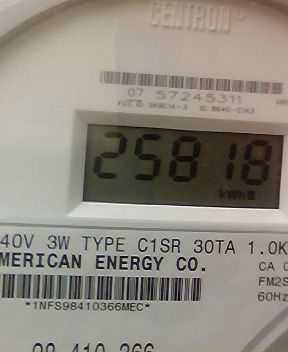 CENTRON
07 57245311
25818
kWh
40V 3W TYPE C1SR 30TA 1.0K
MERICAN ENERGY CO.
CA
FM2S
60Hz
*1NFS98410366MEC*